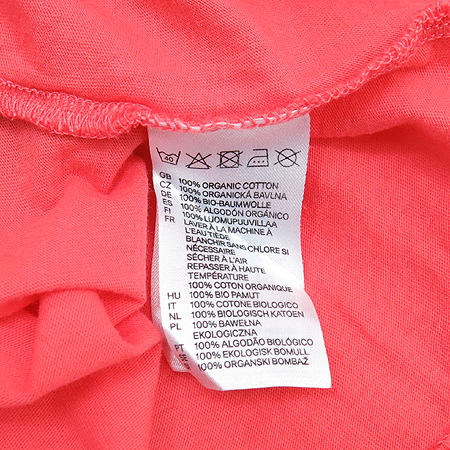 40
GB 100% ORGANIC COTTON
CZ 100% ORGANICKÁ BAVLNA
DE 100% BIO-BAUMWOLLE
ES 100% ALGODÓN ORGÁNICO
FI 100% LUOMUPUUVILLAA
FR LAVER À LA MACHINE À
L'EAU TIÈDE
BLANCHIR SANS CHLORE SI
NÉCESSAIRE
SÉCHER À L'AIR
REPASSER À HAUTE
TEMPÉRATURE
100% COTON ORGANIQUE
HU 100% BIO PAMUT
IT 100% COTONE BIOLOGICO
NL 100% BIOLOGISCH KATOEN
PL 100% BAWEŁNA
EKOLOGICZNA
PT 100% ALGODÃO BIOLÓGICO
100% EKOLOGISK BOMULL
100% ORGANSKI BOMBAŽ